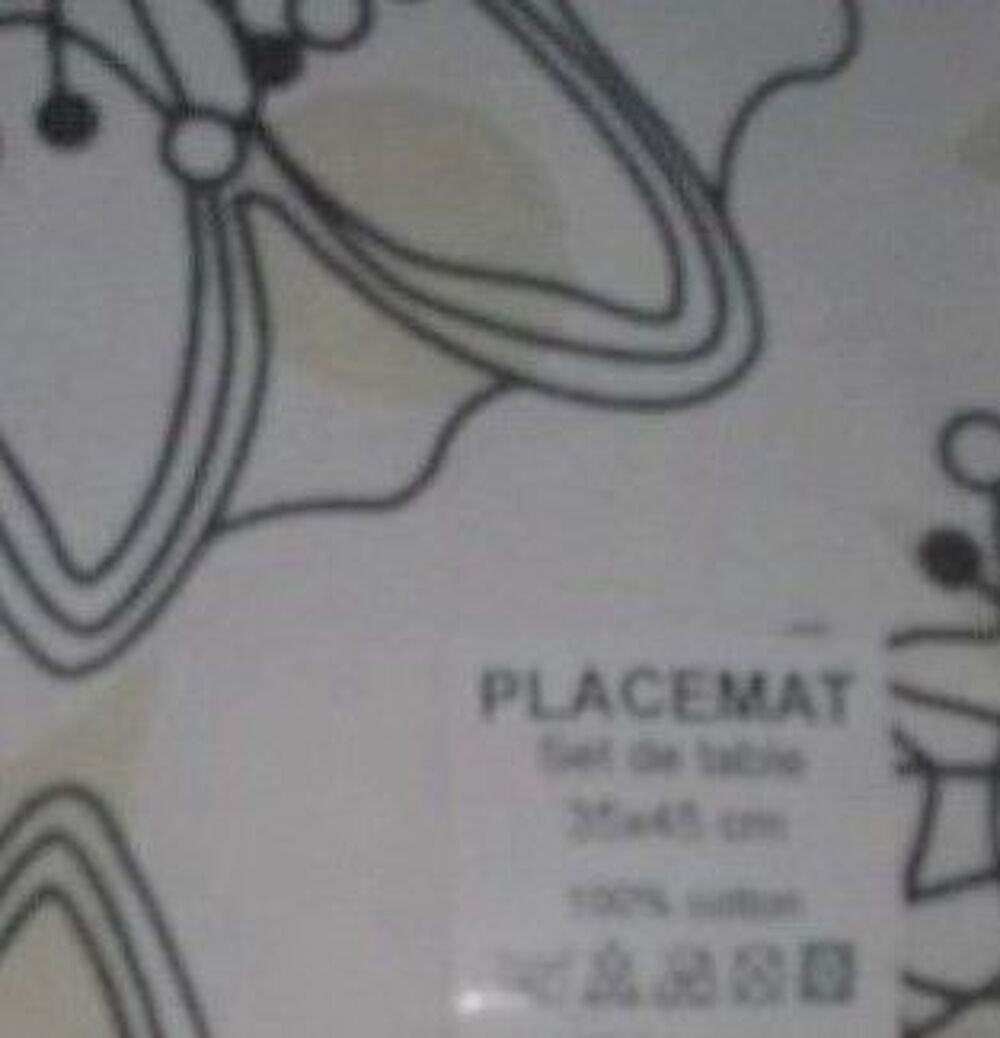 PLACEMAT
Set de table
35x45 cm
100% cotton